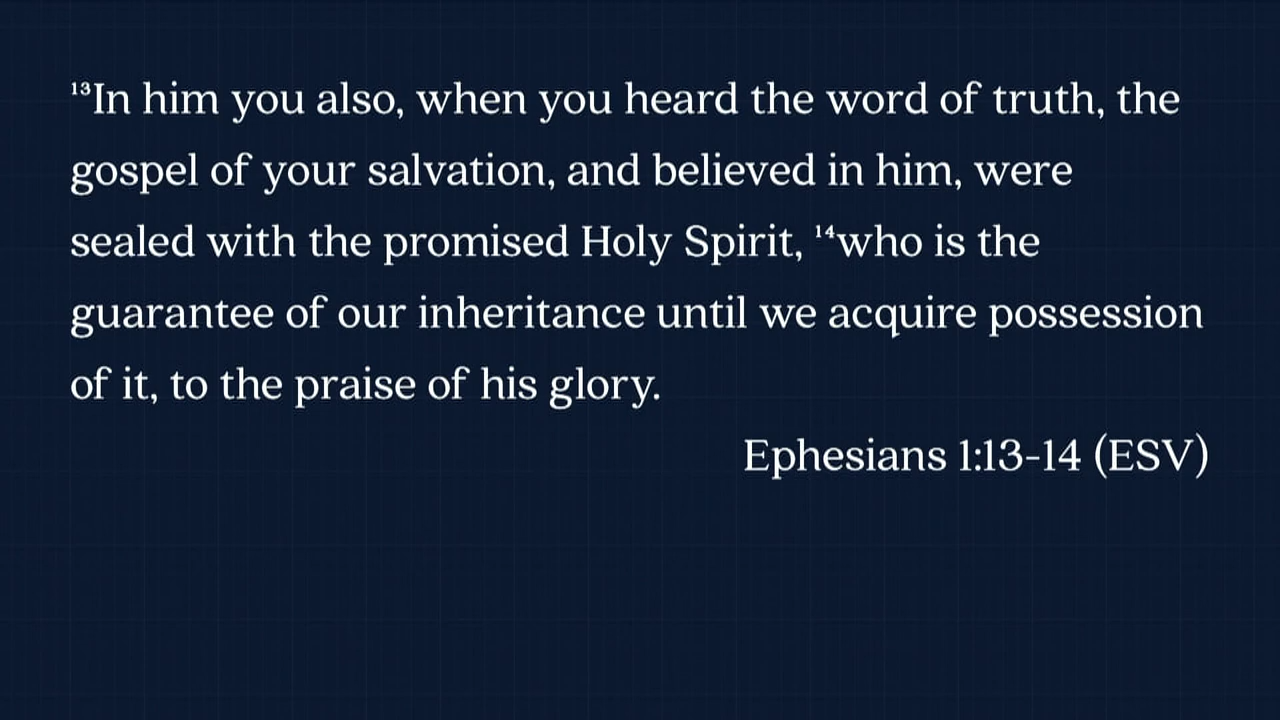 ¹³In him you also, when you heard the word of truth, the
gospel of your salvation, and believed in him, were
sealed with the promised Holy Spirit, ¹⁴who is the
guarantee of our inheritance until we acquire possession
of it, to the praise of his glory.
Ephesians 1:13-14 (ESV)